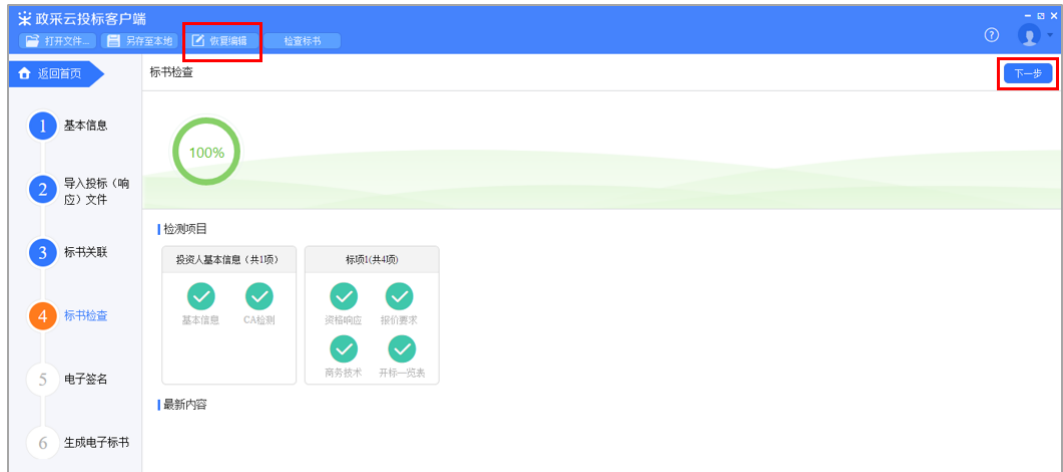 政采云投标客户端
打开文件... 另存至本地 恢复编辑 检查标书
返回首页
标书检查
下一步
100%
1 基本信息
2 导入投标（响
应）文件
3 标书关联
4 标书检查
5 电子签名
6 生成电子标书
检测项目
投资人基本信息（共1项）
基本信息 CA检测
标项1(共4项)
资格响应 报价要求
商务技术 开标一览表
最新内容